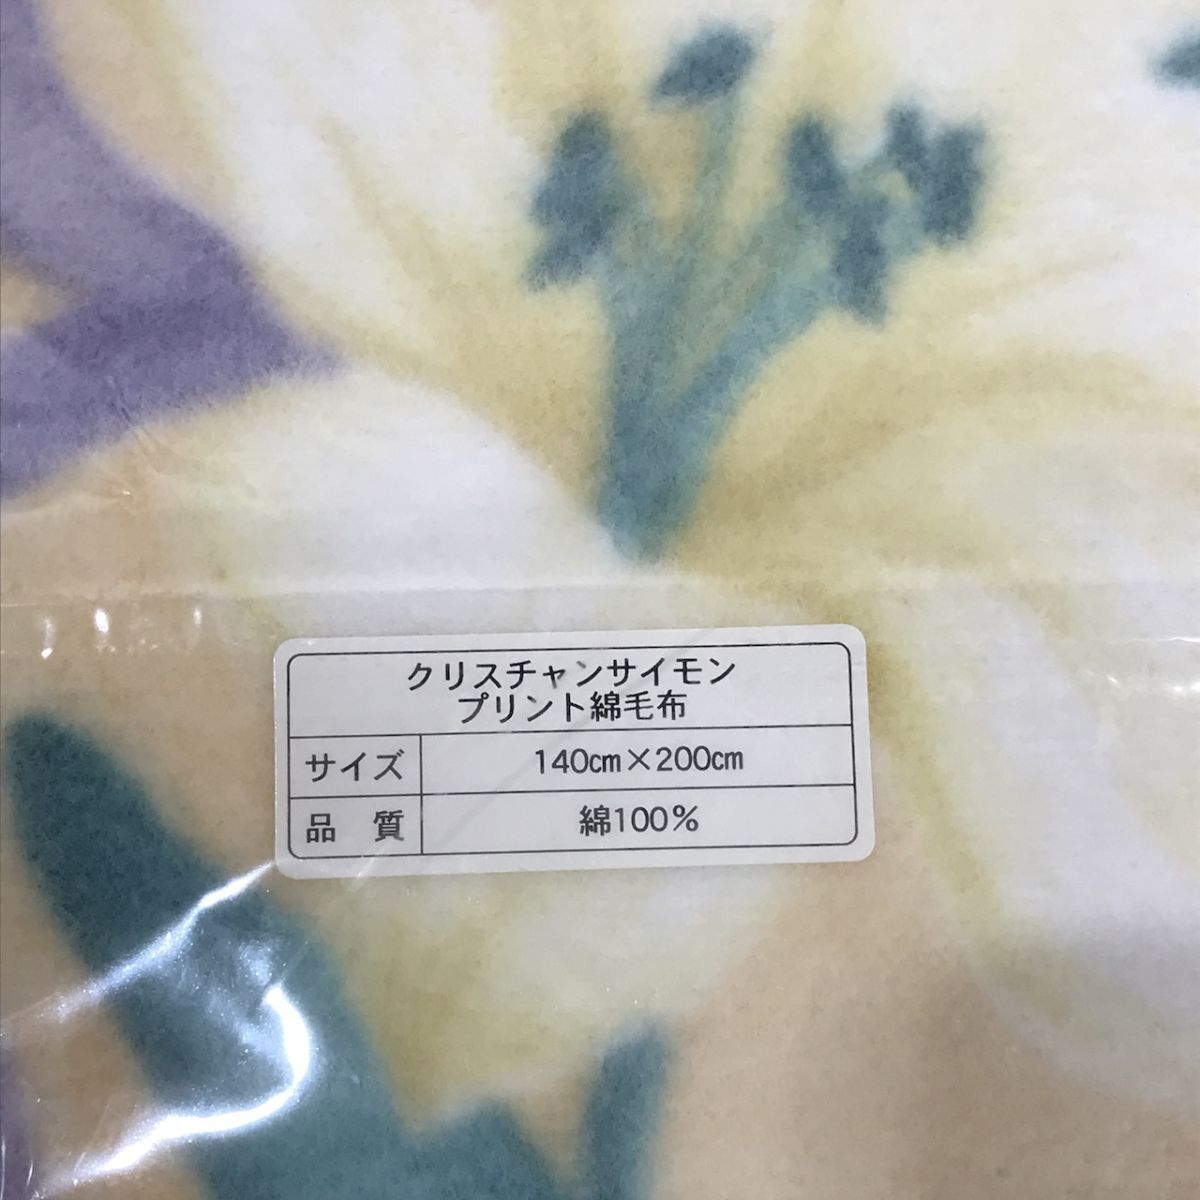 クリスチャンサイモン
プリント綿毛布
サイズ 140㎝×200㎝
品　質 綿100％